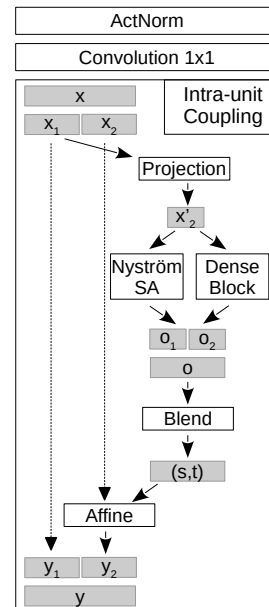 ActNorm
Convolution 1x1
Intra-unit
Coupling
x
x1 x2
Projection
x'2
Nyström
SA
Dense
Block
o1 o2
o
Blend
(s,t)
Affine
y1 y2
y